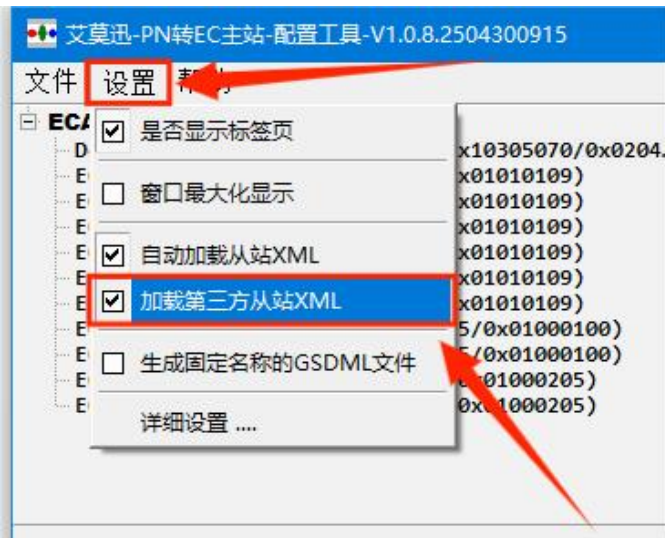 艾莫迅-PN转EC主站-配置工具-V1.0.8.2504300915
文件 设置
ECA
是否显示标签页
x10305070/0x0204.
x01010109)
窗口最大化显示
x01010109)
x01010109)
自动加载从站XML
x01010109)
x01010109)
加载第三方从站XML
x01010109)
5/0x01000100)
生成固定名称的GSDML文件
5/0x01000100)
0x01000205)
详细设置 ....
0x01000205)